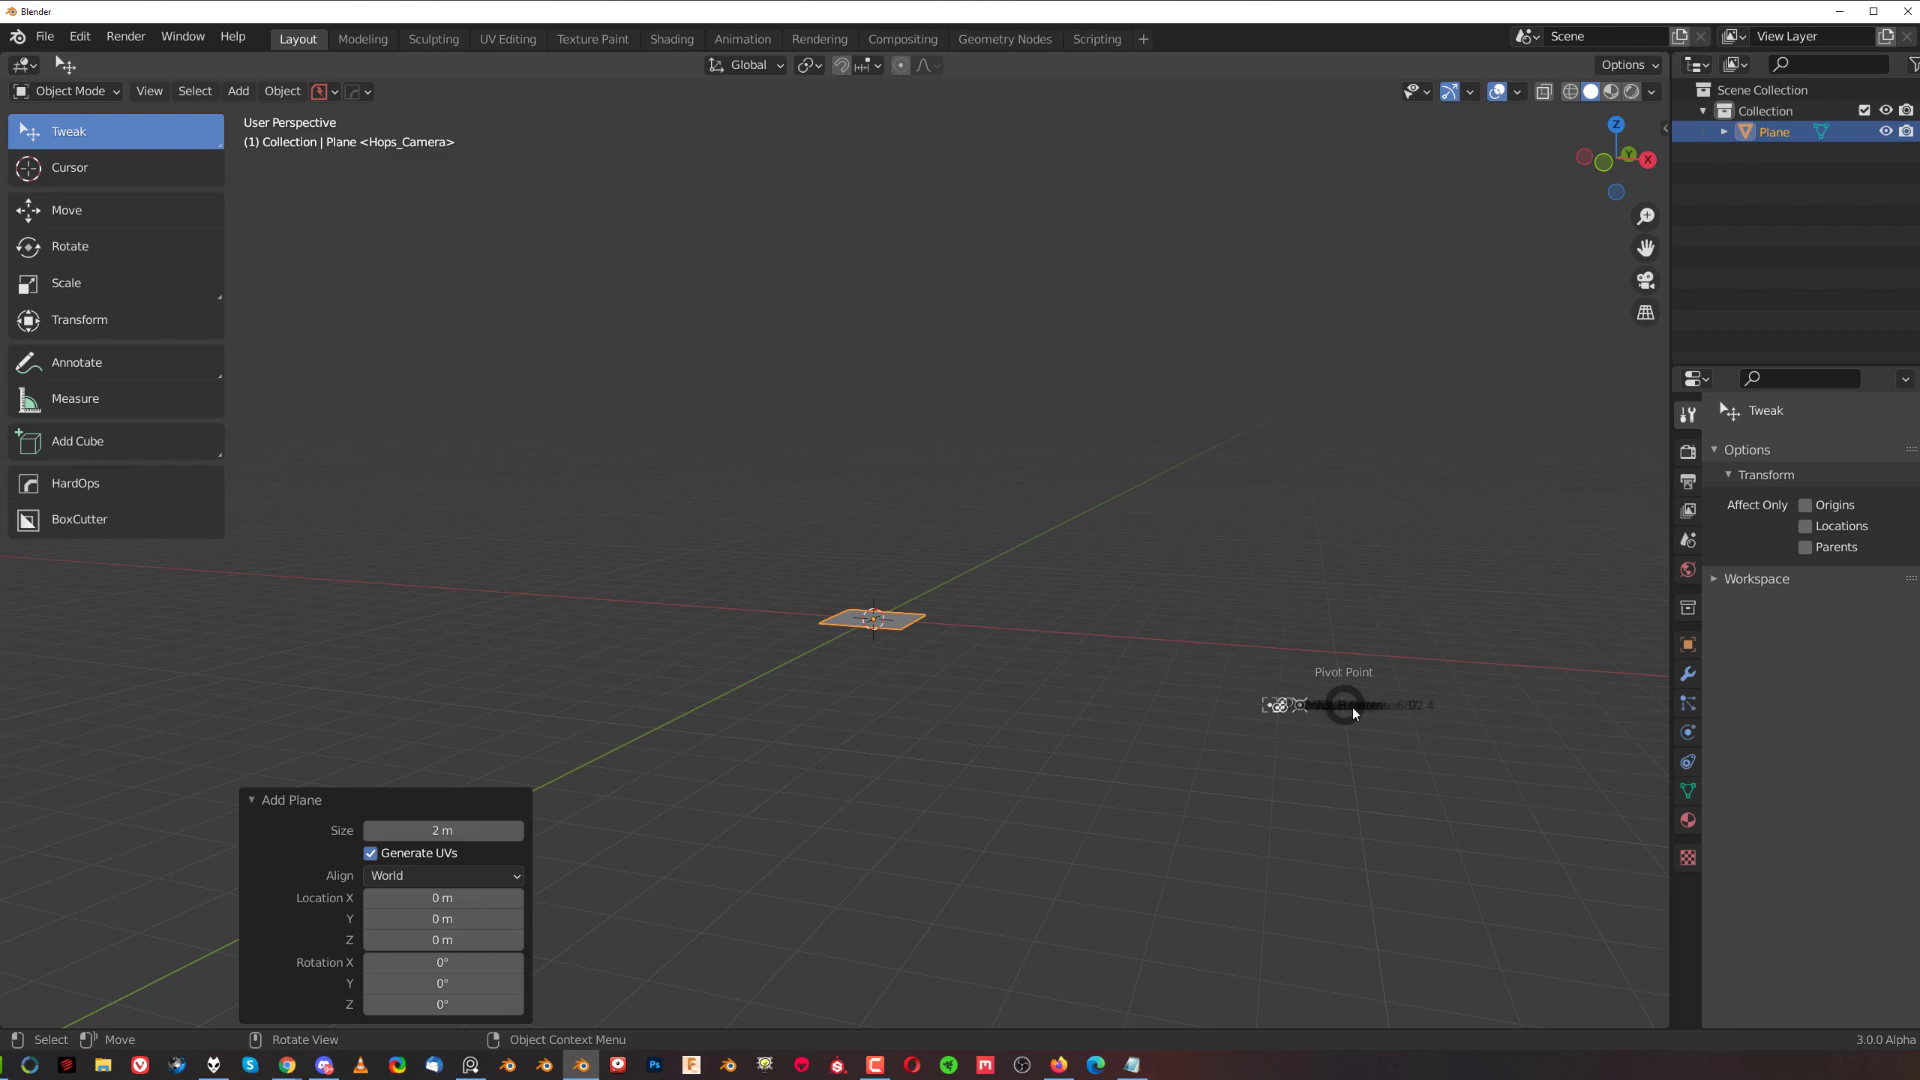 Blender
File Edit Render Window Help Layout Modeling Sculpting UV Editing Texture Paint Shading Animation Rendering Compositing Geometry Nodes Scripting + Scene View Layer
Global Options
Object Mode View Select Add Object
User Perspective
(1) Collection | Plane <Hops_Camera>
Tweak
Cursor
Move
Rotate
Scale
Transform
Annotate
Measure
Add Cube
HardOps
BoxCutter
Z
Y
X
Scene Collection
Collection
Plane
Tweak
Options
Transform
Affect Only Origins
Locations
Parents
Workspace
Pivot Point
Add Plane
Size 2 m
Generate UVs
Align World
Location X 0 m
Y 0 m
Z 0 m
Rotation X 0°
Y 0°
Z 0°
Select Move Rotate View Object Context Menu 3.0.0 Alpha